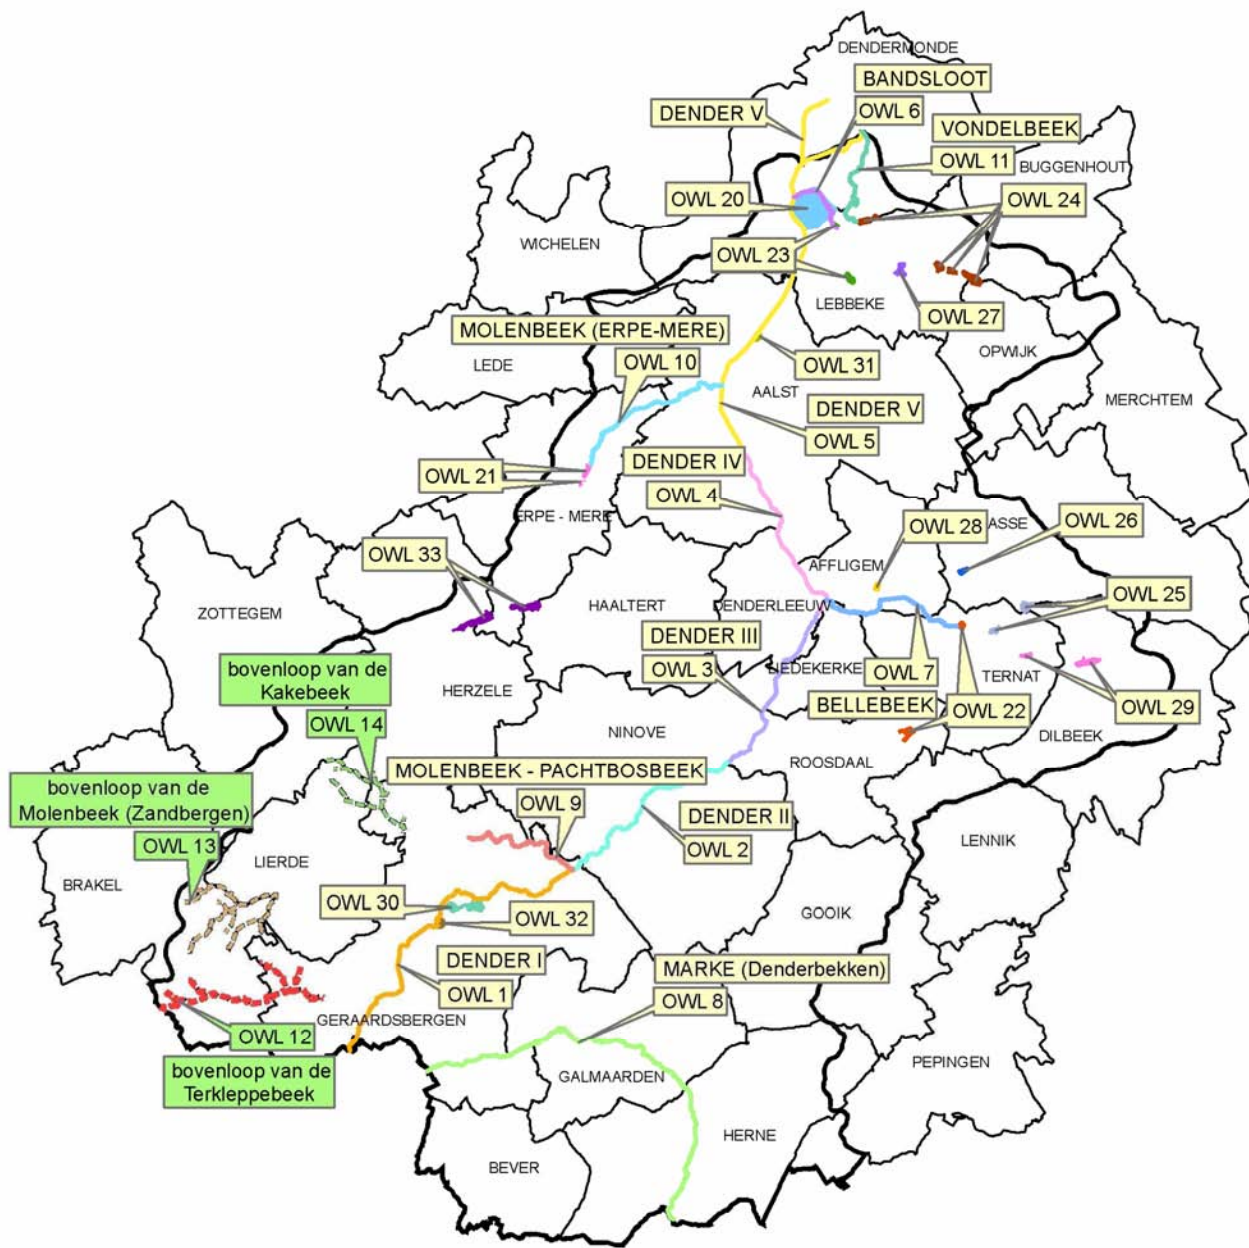 DENDERMONDE
BANDSLOOT
DENDER V
OWL 6
VONDELBEEK
OWL 11
BUGGENHOUT
OWL 20
OWL 24
WICHELEN
OWL 23
LEBBEKE
OWL 27
MOLENBEEK (ERPE-MERE)
OWL 10
LEDE
OWL 31
OPWIJK
AALST
MERCHTEM
DENDER V
OWL 5
DENDER IV
OWL 21
OWL 4
ERPE - MERE
OWL 28
ASSE
OWL 26
OWL 33
AFFLIGEM
ZOTTEGEM
HAALTERT
DENDERLEEUW
OWL 25
DENDER III
bovenloop van de
Kakebeek
OWL 3
LIEDEKERKE
OWL 7
TERNAT
HERZELE
OWL 14
BELLEBEEK
OWL 22
OWL 29
NINOVE
DILBEEK
ROOSDAAL
MOLENBEEK - PACHTBOSBEEK
bovenloop van de
Molenbeek (Zandbergen)
OWL 9
DENDER II
OWL 13
OWL 2
LENNIK
LIERDE
BRAKEL
OWL 30
OWL 32
GOOIK
DENDER I
OWL 1
MARKE (Denderbekken)
OWL 8
GERAARDSBERGEN
OWL 12
bovenloop van de
Terkleppebeek
PEPINGEN
GALMAARDEN
HERNE
BEVER